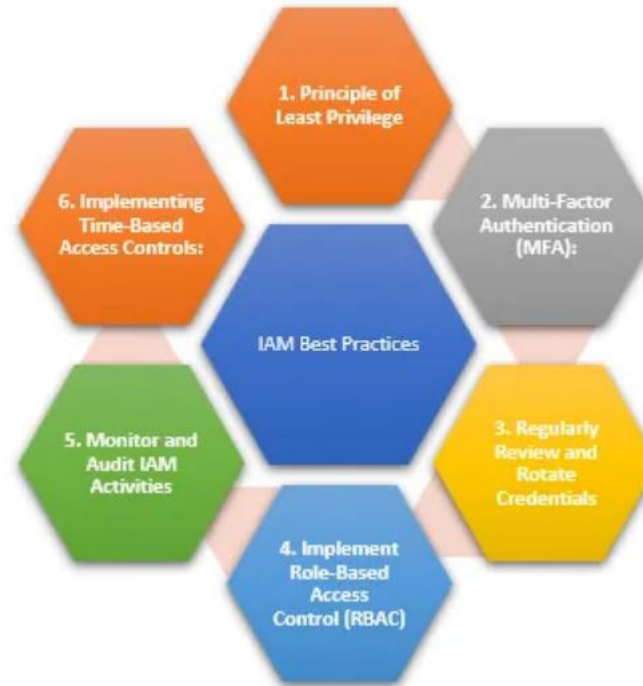 1. Principle of
Least Privilege
6. Implementing
Time-Based
Access Controls:
2. Multi-Factor
Authentication
(MFA):
IAM Best Practices
5. Monitor and
Audit IAM
Activities
3. Regularly
Review and
Rotate
Credentials
4. Implement
Role-Based
Access
Control (RBAC)